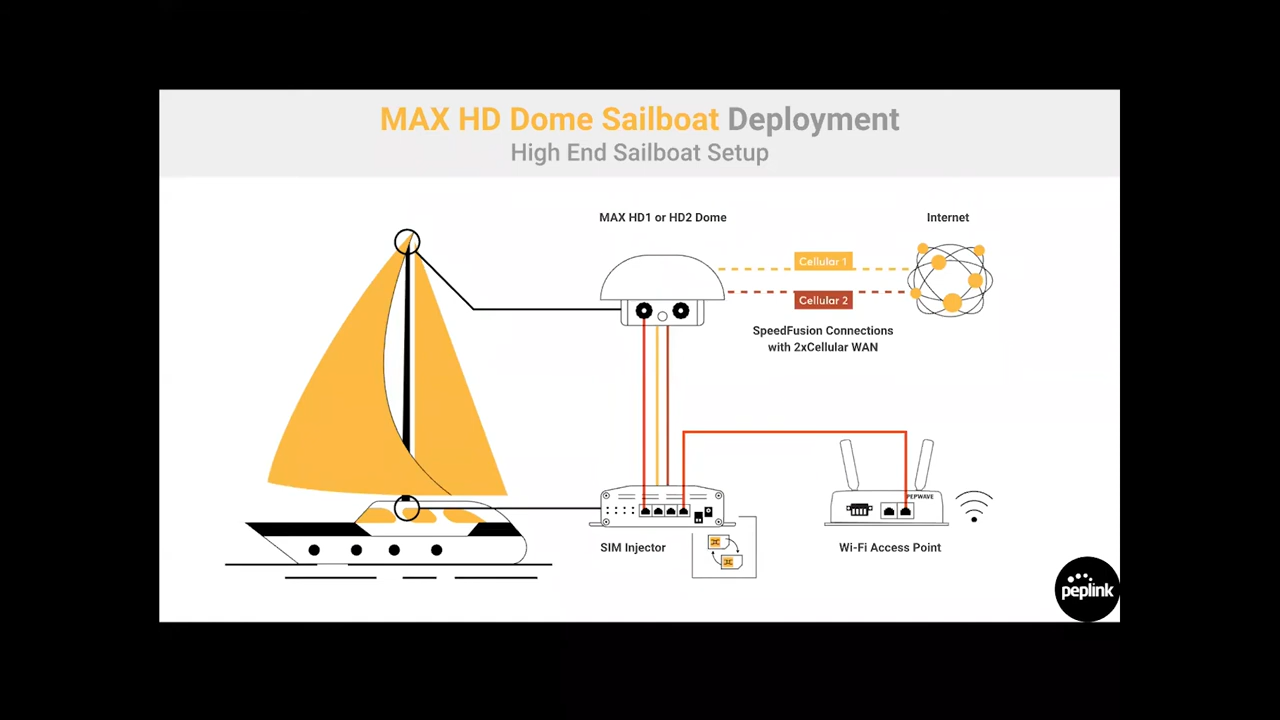 MAX HD Dome Sailboat Deployment
High End Sailboat Setup
MAX HD1 or HD2 Dome
Internet
Cellular 1
Cellular 2
SpeedFusion Connections
with 2xCellular WAN
PEPWAVE
SIM Injector
Wi-Fi Access Point
peplink